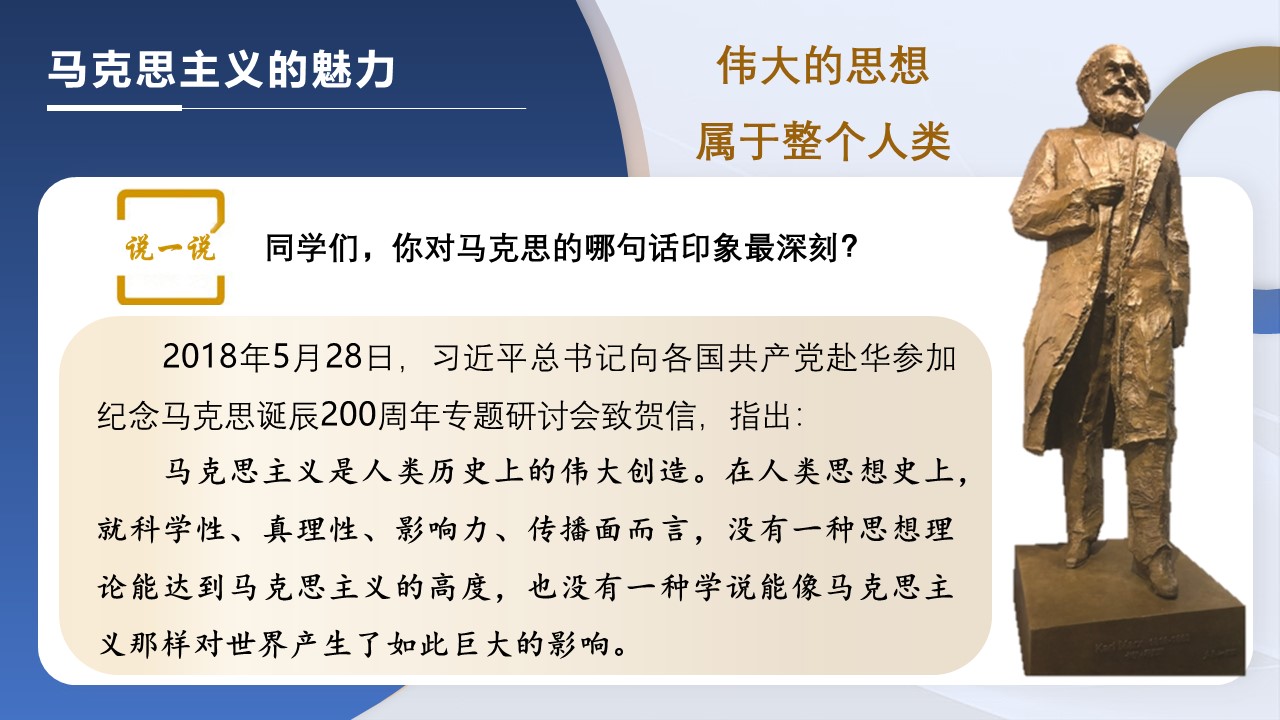 马克思主义的魅力
伟大的思想
属于整个人类
说一说
同学们，你对马克思的哪句话印象最深刻？
2018年5月28日，习近平总书记向各国共产党赴华参加
纪念马克思诞辰200周年专题研讨会致贺信，指出：
马克思主义是人类历史上的伟大创造。在人类思想史上，
就科学性、真理性、影响力、传播面而言，没有一种思想理
论能达到马克思主义的高度，也没有一种学说能像马克思主
义那样对世界产生了如此巨大的影响。
Karl Marx